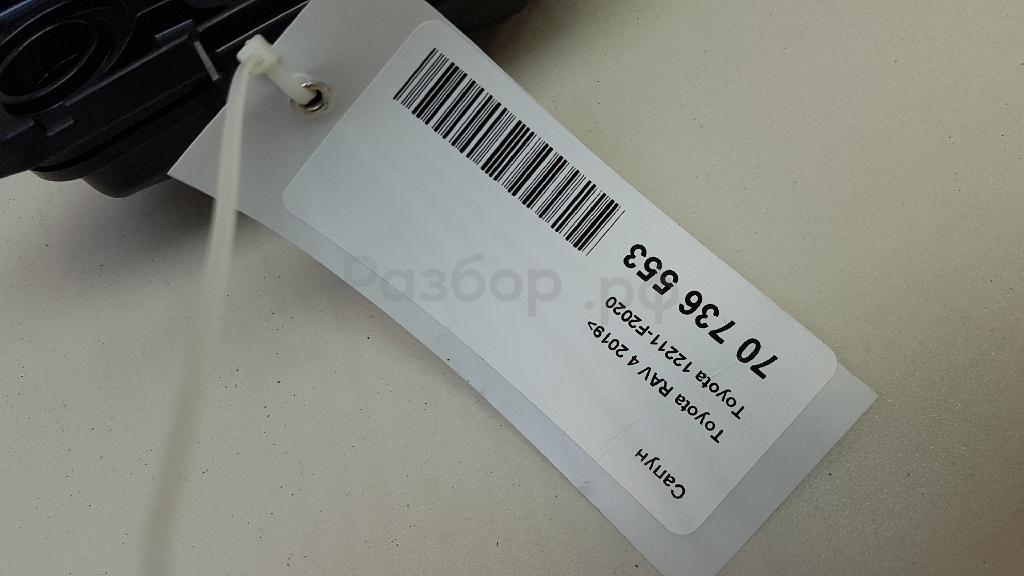 70 736 553
Toyota 12211-F2020
Toyota RAV 4 2019>
Сапун
Разбор.рф